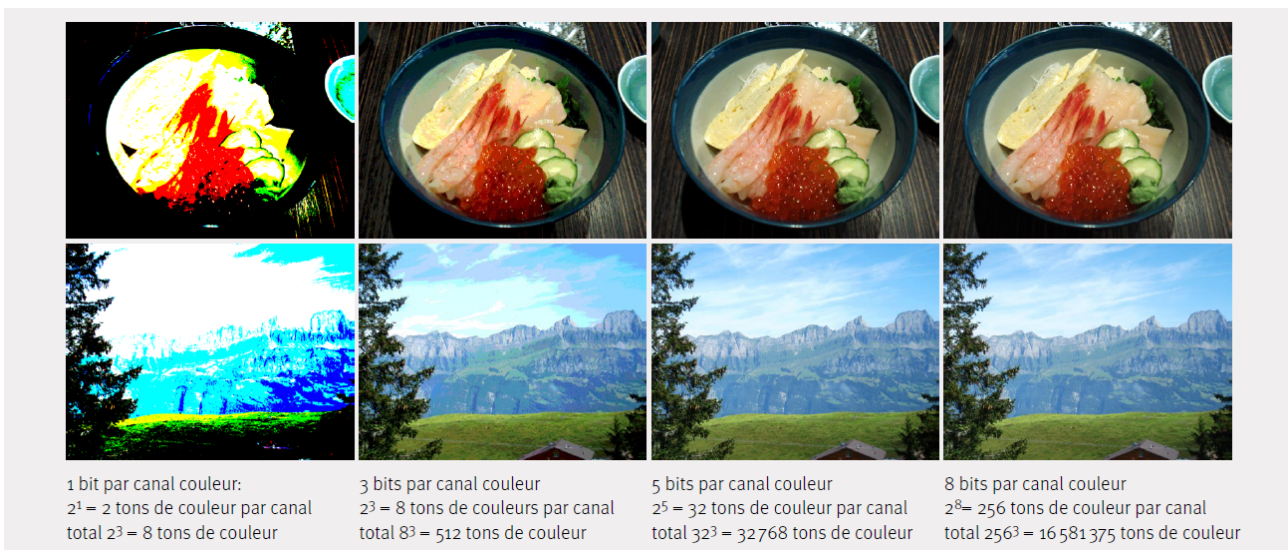 1 bit par canal couleur:
2¹ = 2 tons de couleur par canal
total 2³ = 8 tons de couleur
3 bits par canal couleur
2³ = 8 tons de couleurs par canal
total 8³ = 512 tons de couleur
5 bits par canal couleur
2⁵ = 32 tons de couleur par canal
total 32³ = 32 768 tons de couleur
8 bits par canal couleur
2⁸= 256 tons de couleur par canal
total 256³ = 16 581 375 tons de couleur